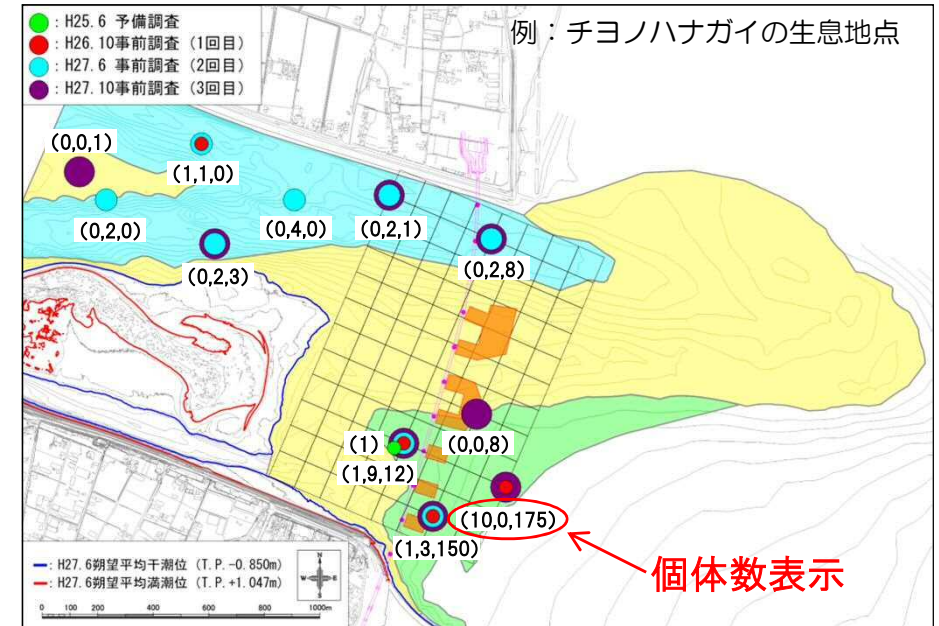 例：チヨノハナガイの生息地点
：H25.6 予備調査
：H26.10事前調査（1回目）
：H27.6 事前調査（2回目）
：H27.10事前調査（3回目）
(0,0,1)
(1,1,0)
(0,2,0)
(0,4,0)
(0,2,1)
(0,2,3)
(0,2,8)
(1)
(0,0,8)
(1,9,12)
(10,0,175)
(1,3,150)
個体数表示
：H27.6朔望平均干潮位（T.P.-0.850m）
：H27.6朔望平均満潮位（T.P.+1.047m）
N
W E
S
0 100 200 400 600 800 1000m